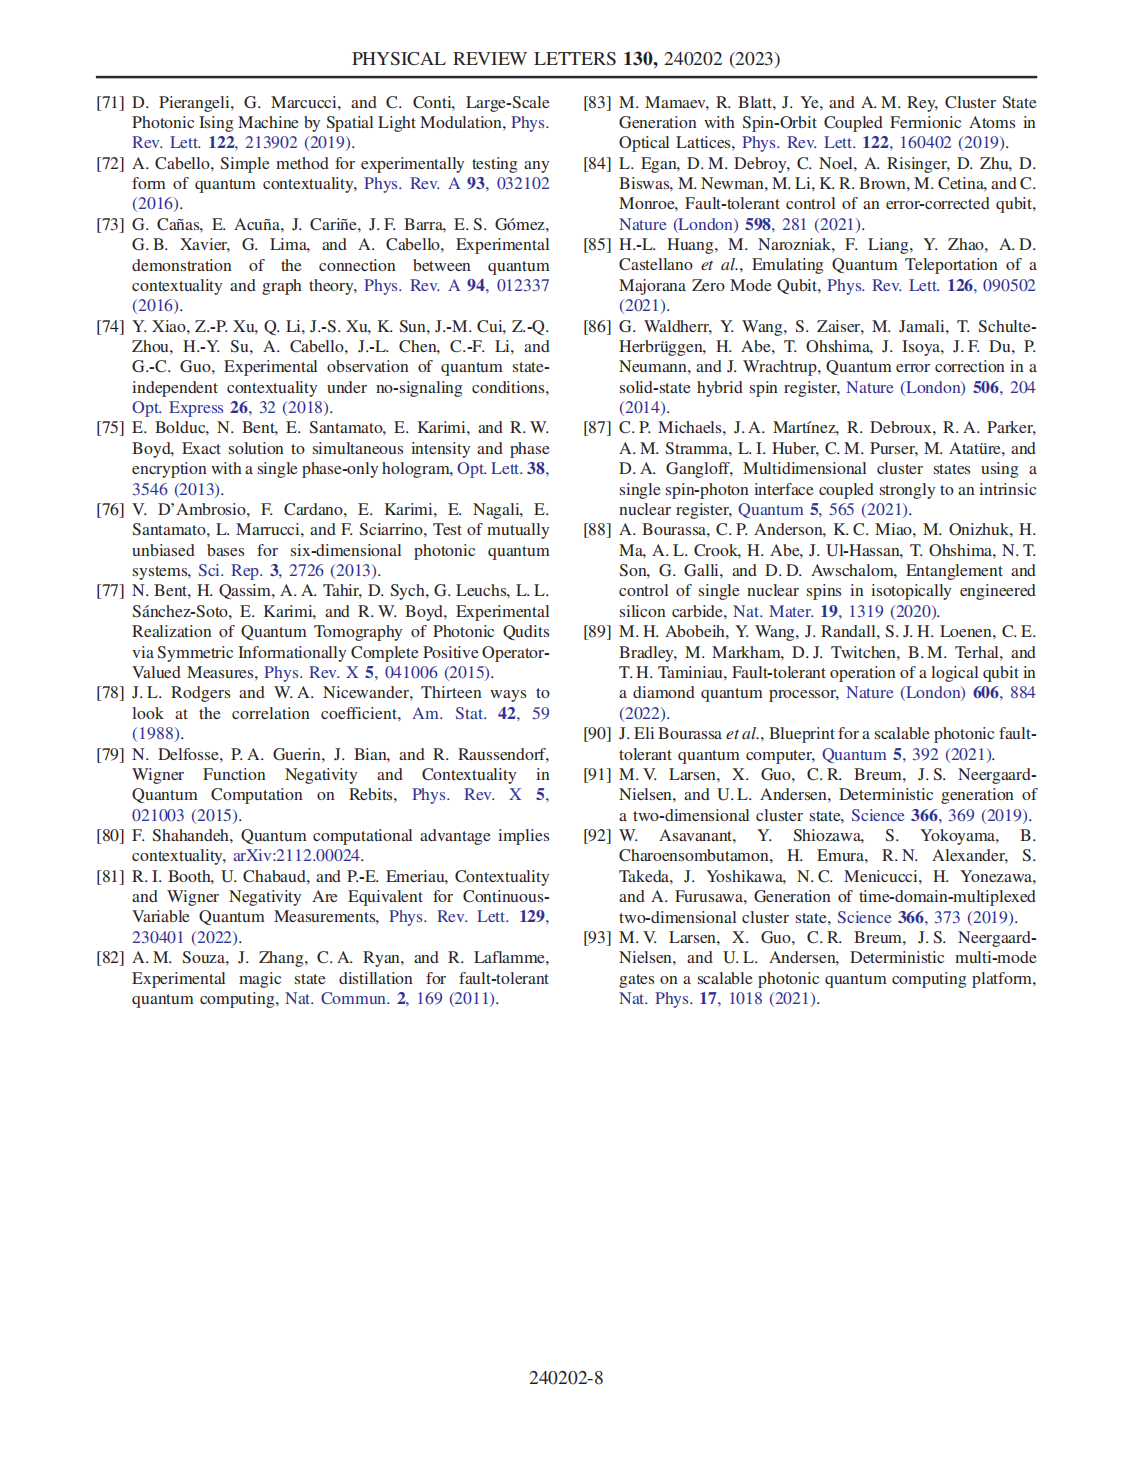 PHYSICAL REVIEW LETTERS 130, 240202 (2023)
[71] D. Pierangeli, G. Marcucci, and C. Conti, Large-Scale
Photonic Ising Machine by Spatial Light Modulation, Phys.
Rev. Lett. 122, 213902 (2019).
[72] A. Cabello, Simple method for experimentally testing any
form of quantum contextuality, Phys. Rev. A 93, 032102
(2016).
[73] G. Cañas, E. Acuña, J. Cariñe, J. F. Barra, E. S. Gómez,
G. B. Xavier, G. Lima, and A. Cabello, Experimental
demonstration of the connection between quantum
contextuality and graph theory, Phys. Rev. A 94, 012337
(2016).
[74] Y. Xiao, Z.-P. Xu, Q. Li, J.-S. Xu, K. Sun, J.-M. Cui, Z.-Q.
Zhou, H.-Y. Su, A. Cabello, J.-L. Chen, C.-F. Li, and
G.-C. Guo, Experimental observation of quantum state-
independent contextuality under no-signaling conditions,
Opt. Express 26, 32 (2018).
[75] E. Bolduc, N. Bent, E. Santamato, E. Karimi, and R. W.
Boyd, Exact solution to simultaneous intensity and phase
encryption with a single phase-only hologram, Opt. Lett. 38,
3546 (2013).
[76] V. D'Ambrosio, F. Cardano, E. Karimi, E. Nagali, E.
Santamato, L. Marrucci, and F. Sciarrino, Test of mutually
unbiased bases for six-dimensional photonic quantum
systems, Sci. Rep. 3, 2726 (2013).
[77] N. Bent, H. Qassim, A. A. Tahir, D. Sych, G. Leuchs, L. L.
Sánchez-Soto, E. Karimi, and R. W. Boyd, Experimental
Realization of Quantum Tomography of Photonic Qudits
via Symmetric Informationally Complete Positive Operator-
Valued Measures, Phys. Rev. X 5, 041006 (2015).
[78] J. L. Rodgers and W. A. Nicewander, Thirteen ways to
look at the correlation coefficient, Am. Stat. 42, 59
(1988).
[79] N. Delfosse, P. A. Guerin, J. Bian, and R. Raussendorf,
Wigner Function Negativity and Contextuality in
Quantum Computation on Rebits, Phys. Rev. X 5,
021003 (2015).
[80] F. Shahandeh, Quantum computational advantage implies
contextuality, arXiv:2112.00024.
[81] R. I. Booth, U. Chabaud, and P.-E. Emeriau, Contextuality
and Wigner Negativity Are Equivalent for Continuous-
Variable Quantum Measurements, Phys. Rev. Lett. 129,
230401 (2022).
[82] A. M. Souza, J. Zhang, C. A. Ryan, and R. Laflamme,
Experimental magic state distillation for fault-tolerant
quantum computing, Nat. Commun. 2, 169 (2011).
[83] M. Mamaev, R. Blatt, J. Ye, and A. M. Rey, Cluster State
Generation with Spin-Orbit Coupled Fermionic Atoms in
Optical Lattices, Phys. Rev. Lett. 122, 160402 (2019).
[84] L. Egan, D. M. Debroy, C. Noel, A. Risinger, D. Zhu, D.
Biswas, M. Newman, M. Li, K. R. Brown, M. Cetina, and C.
Monroe, Fault-tolerant control of an error-corrected qubit,
Nature (London) 598, 281 (2021).
[85] H.-L. Huang, M. Narozniak, F. Liang, Y. Zhao, A. D.
Castellano et al., Emulating Quantum Teleportation of a
Majorana Zero Mode Qubit, Phys. Rev. Lett. 126, 090502
(2021).
[86] G. Waldherr, Y. Wang, S. Zaiser, M. Jamali, T. Schulte-
Herbrüggen, H. Abe, T. Ohshima, J. Isoya, J. F. Du, P.
Neumann, and J. Wrachtrup, Quantum error correction in a
solid-state hybrid spin register, Nature (London) 506, 204
(2014).
[87] C. P. Michaels, J. A. Martínez, R. Debroux, R. A. Parker,
A. M. Stramma, L. I. Huber, C. M. Purser, M. Atatüre, and
D. A. Gangloff, Multidimensional cluster states using a
single spin-photon interface coupled strongly to an intrinsic
nuclear register, Quantum 5, 565 (2021).
[88] A. Bourassa, C. P. Anderson, K. C. Miao, M. Onizhuk, H.
Ma, A. L. Crook, H. Abe, J. Ul-Hassan, T. Ohshima, N. T.
Son, G. Galli, and D. D. Awschalom, Entanglement and
control of single nuclear spins in isotopically engineered
silicon carbide, Nat. Mater. 19, 1319 (2020).
[89] M. H. Abobeih, Y. Wang, J. Randall, S. J. H. Loenen, C. E.
Bradley, M. Markham, D. J. Twitchen, B. M. Terhal, and
T. H. Taminiau, Fault-tolerant operation of a logical qubit in
a diamond quantum processor, Nature (London) 606, 884
(2022).
[90] J. Eli Bourassa et al., Blueprint for a scalable photonic fault-
tolerant quantum computer, Quantum 5, 392 (2021).
[91] M. V. Larsen, X. Guo, C. R. Breum, J. S. Neergaard-
Nielsen, and U. L. Andersen, Deterministic generation of
a two-dimensional cluster state, Science 366, 369 (2019).
[92] W. Asavanant, Y. Shiozawa, S. Yokoyama, B.
Charoensombutamon, H. Emura, R. N. Alexander, S.
Takeda, J. Yoshikawa, N. C. Menicucci, H. Yonezawa,
and A. Furusawa, Generation of time-domain-multiplexed
two-dimensional cluster state, Science 366, 373 (2019).
[93] M. V. Larsen, X. Guo, C. R. Breum, J. S. Neergaard-
Nielsen, and U. L. Andersen, Deterministic multi-mode
gates on a scalable photonic quantum computing platform,
Nat. Phys. 17, 1018 (2021).
240202-8